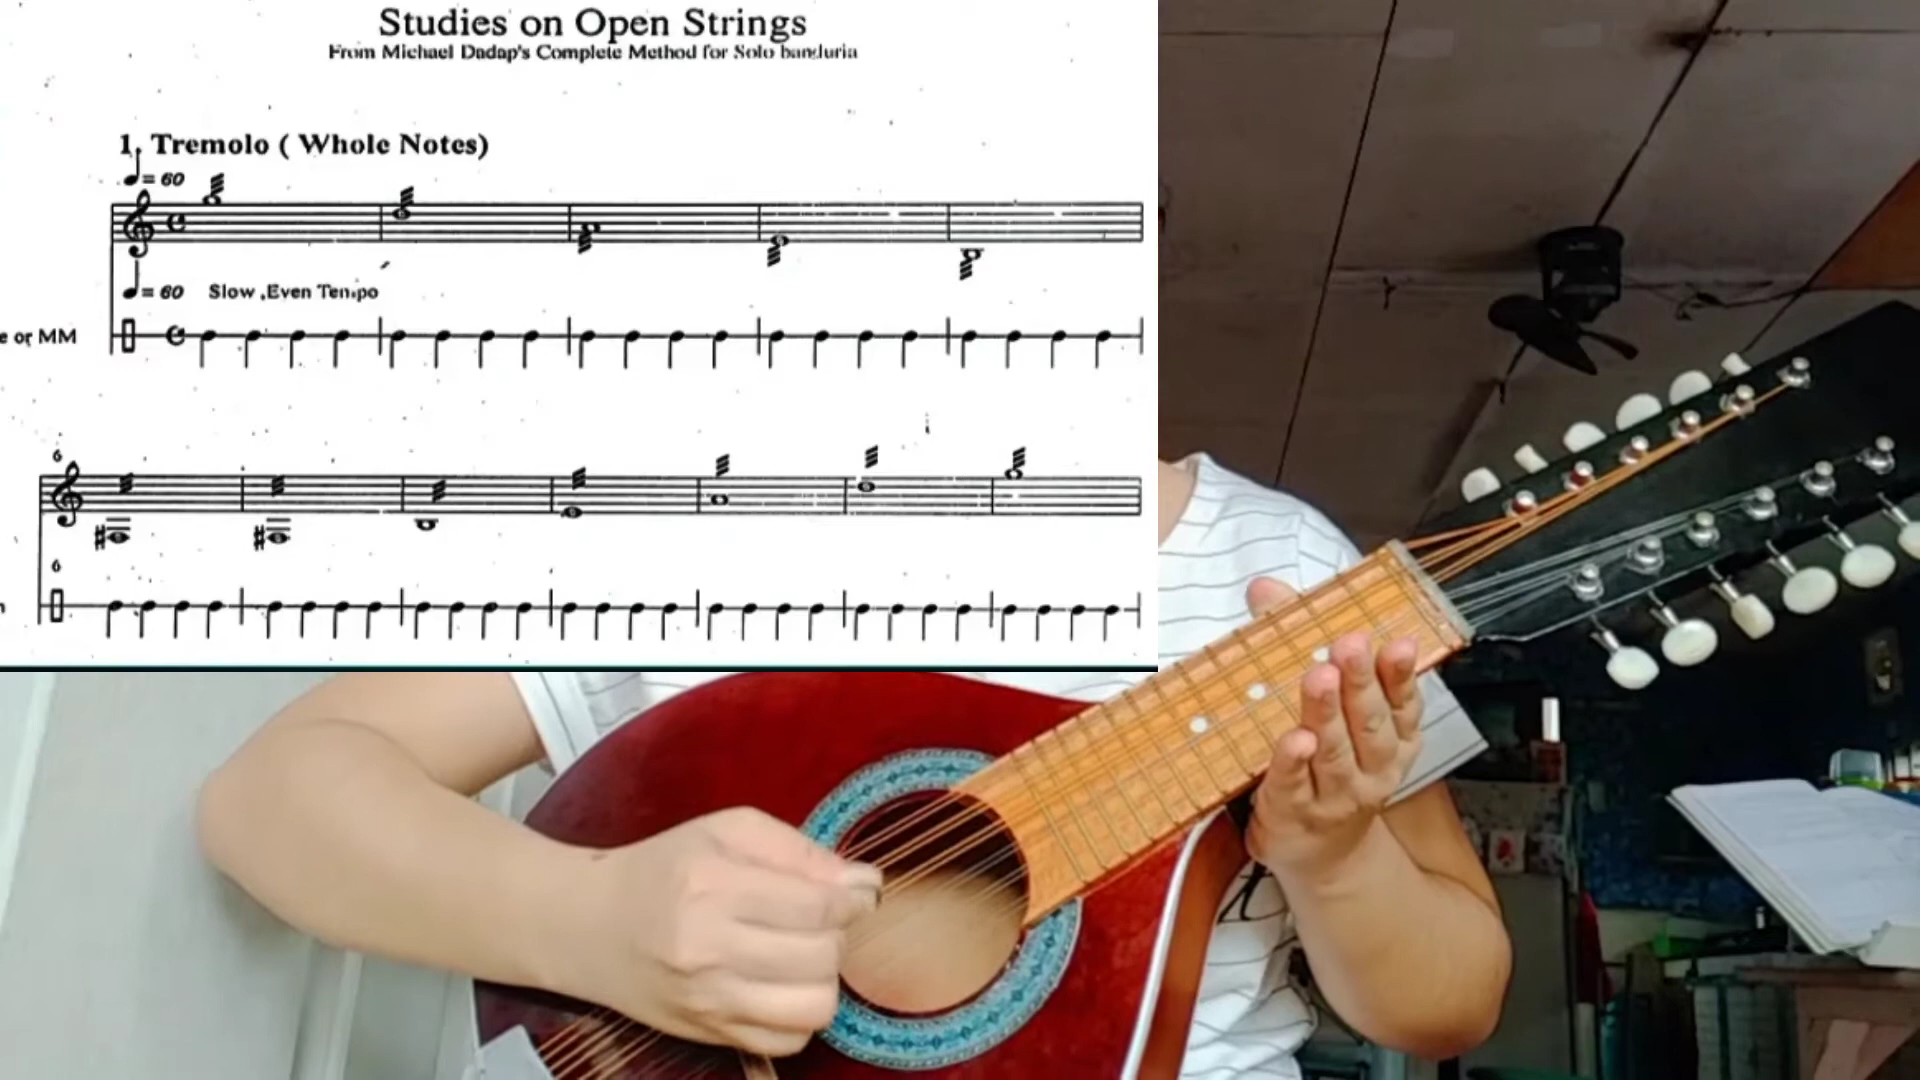 Studies on Open Strings
From Michael Dadap's Complete Method for Solo banduria
1. Tremolo ( Whole Notes)
= 60
= 60 Slow ,Even Tempo
e or MM
6
6